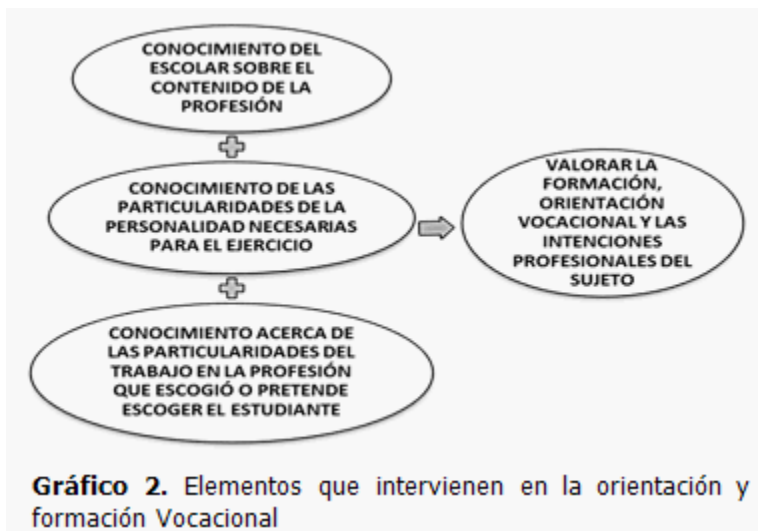 CONOCIMIENTO DEL
ESCOLAR SOBRE EL
CONTENIDO DE LA
PROFESIÓN
CONOCIMIENTO DE LAS
PARTICULARIDADES DE LA
PERSONALIDAD NECESARIAS
PARA EL EJERCICIO
CONOCIMIENTO ACERCA DE
LAS PARTICULARIDADES DEL
TRABAJO EN LA PROFESIÓN
QUE ESCOGIÓ O PRETENDE
ESCOGER EL ESTUDIANTE
VALORAR LA
FORMACIÓN,
ORIENTACIÓN
VOCACIONAL Y LAS
INTENCIONES
PROFESIONALES DEL
SUJETO
Gráfico 2. Elementos que intervienen en la orientación y
formación Vocacional